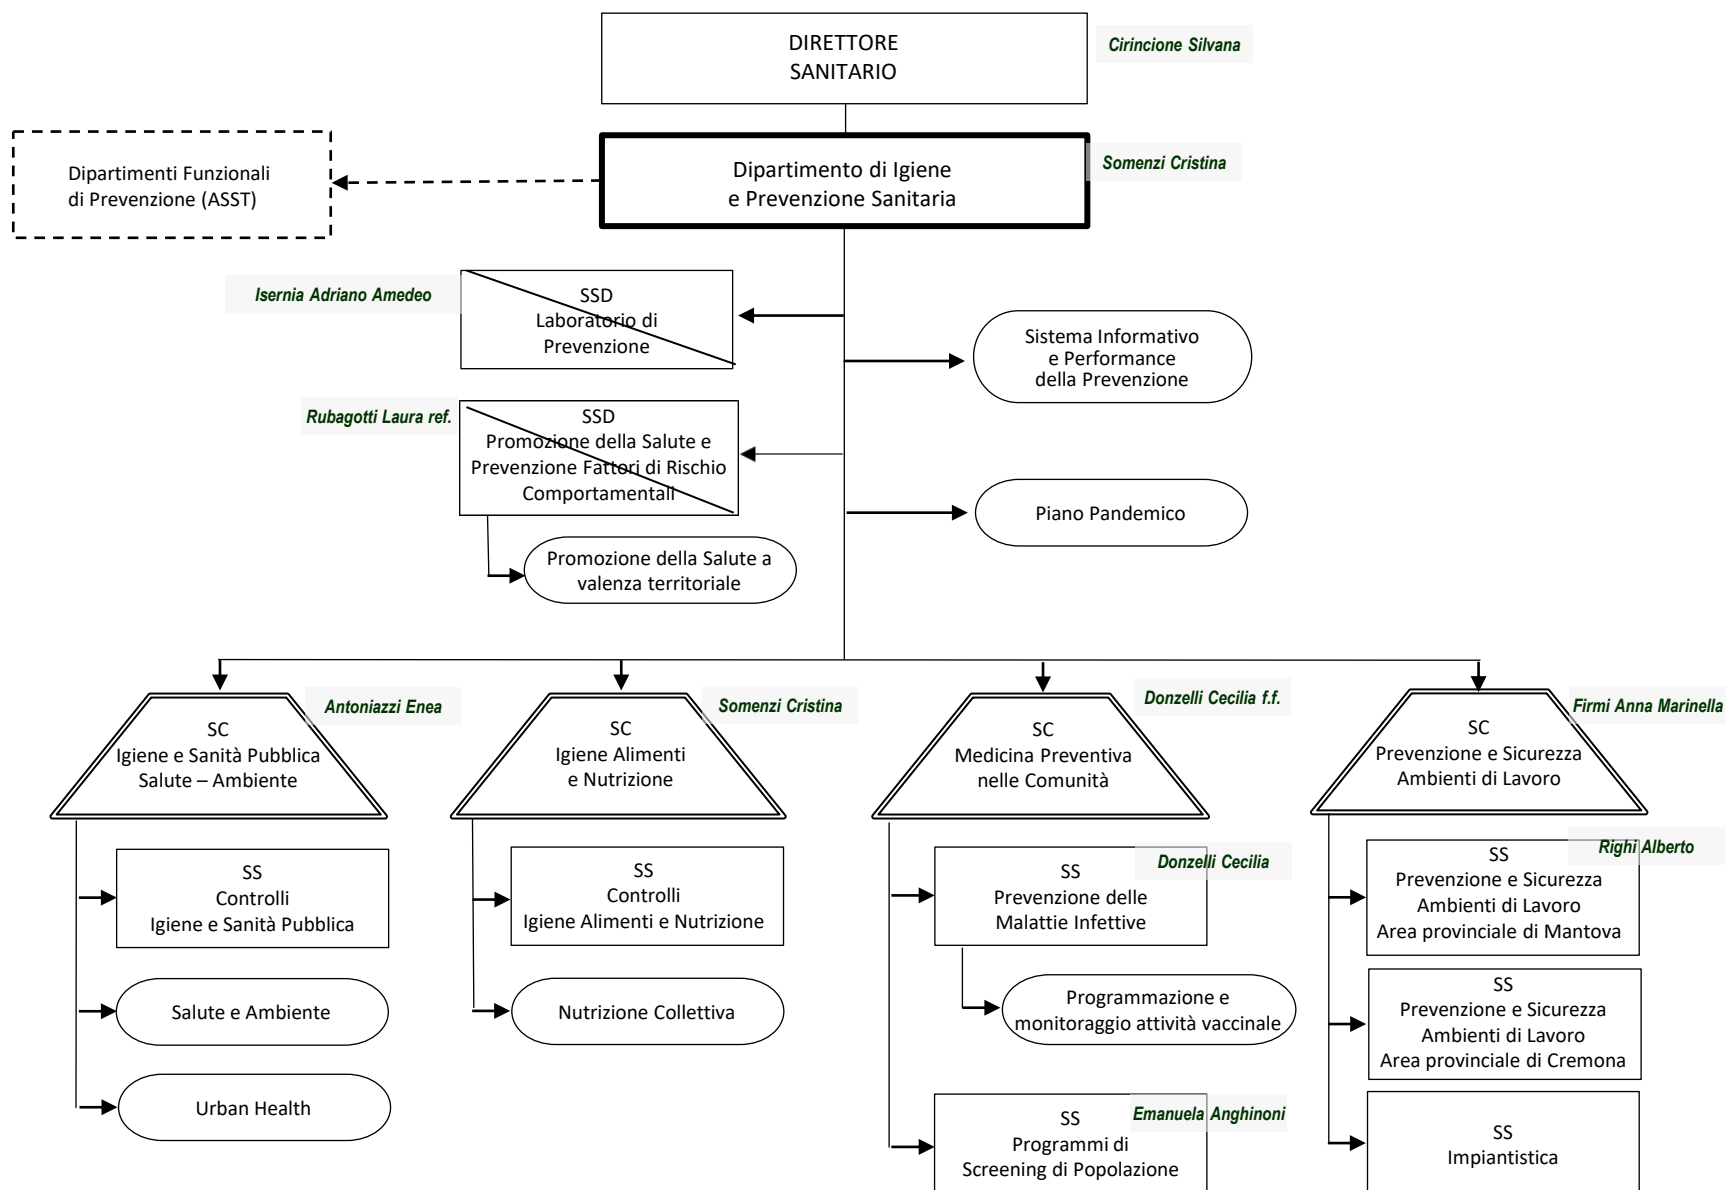 DIRETTORE
SANITARIO
Cirincione Silvana
Dipartimenti Funzionali
di Prevenzione (ASST)
Dipartimento di Igiene
e Prevenzione Sanitaria
Somenzi Cristina
Isernia Adriano Amedeo
SSD
Laboratorio di
Prevenzione
Sistema Informativo
e Performance
della Prevenzione
Rubagotti Laura ref.
SSD
Promozione della Salute e
Prevenzione Fattori di Rischio
Comportamentali
Piano Pandemico
Promozione della Salute a
valenza territoriale
Antoniazzi Enea
SC
Igiene e Sanità Pubblica
Salute – Ambiente
Somenzi Cristina
SC
Igiene Alimenti
e Nutrizione
Donzelli Cecilia f.f.
SC
Medicina Preventiva
nelle Comunità
Firmi Anna Marinella
SC
Prevenzione e Sicurezza
Ambienti di Lavoro
SS
Controlli
Igiene e Sanità Pubblica
Salute e Ambiente
Urban Health
SS
Controlli
Igiene Alimenti e Nutrizione
Nutrizione Collettiva
Donzelli Cecilia
SS
Prevenzione delle
Malattie Infettive
Programmazione e
monitoraggio attività vaccinale
Emanuela Anghinoni
SS
Programmi di
Screening di Popolazione
Righi Alberto
SS
Prevenzione e Sicurezza
Ambienti di Lavoro
Area provinciale di Mantova
SS
Prevenzione e Sicurezza
Ambienti di Lavoro
Area provinciale di Cremona
SS
Impiantistica